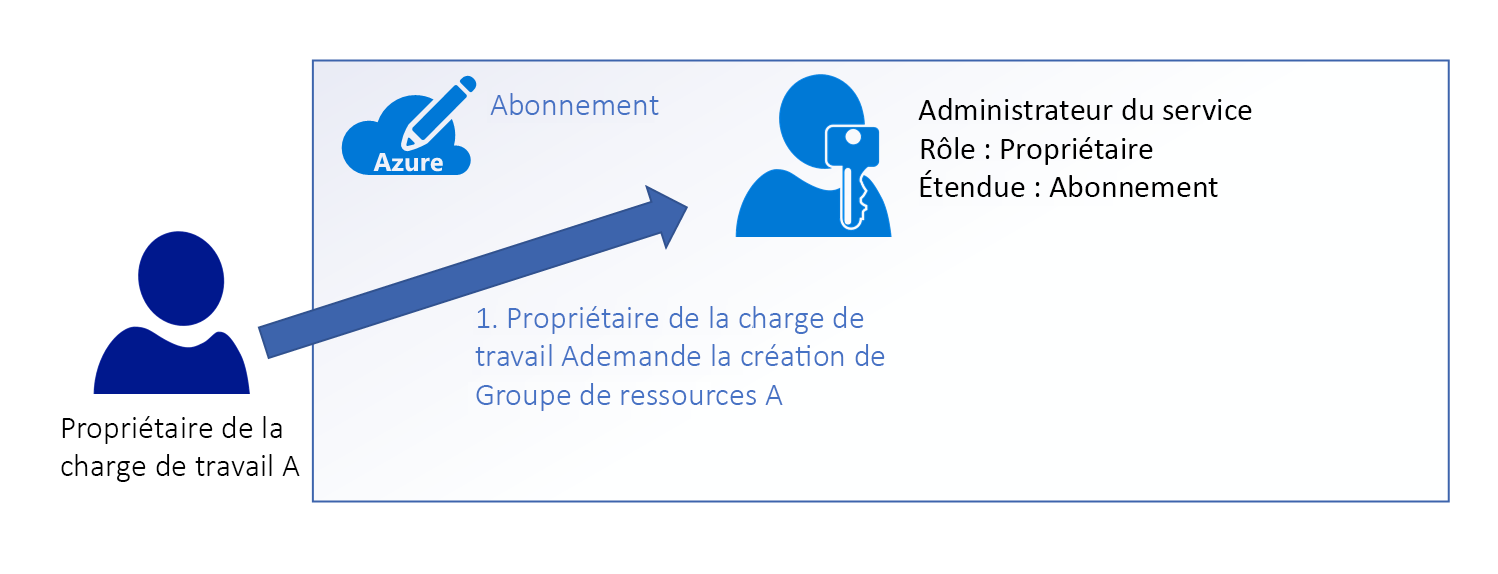 Azure
Abonnement
Administrateur du service
Rôle : Propriétaire
Étendue : Abonnement
1. Propriétaire de la charge de
travail Ademande la création de
Groupe de ressources A
Propriétaire de la
charge de travail A